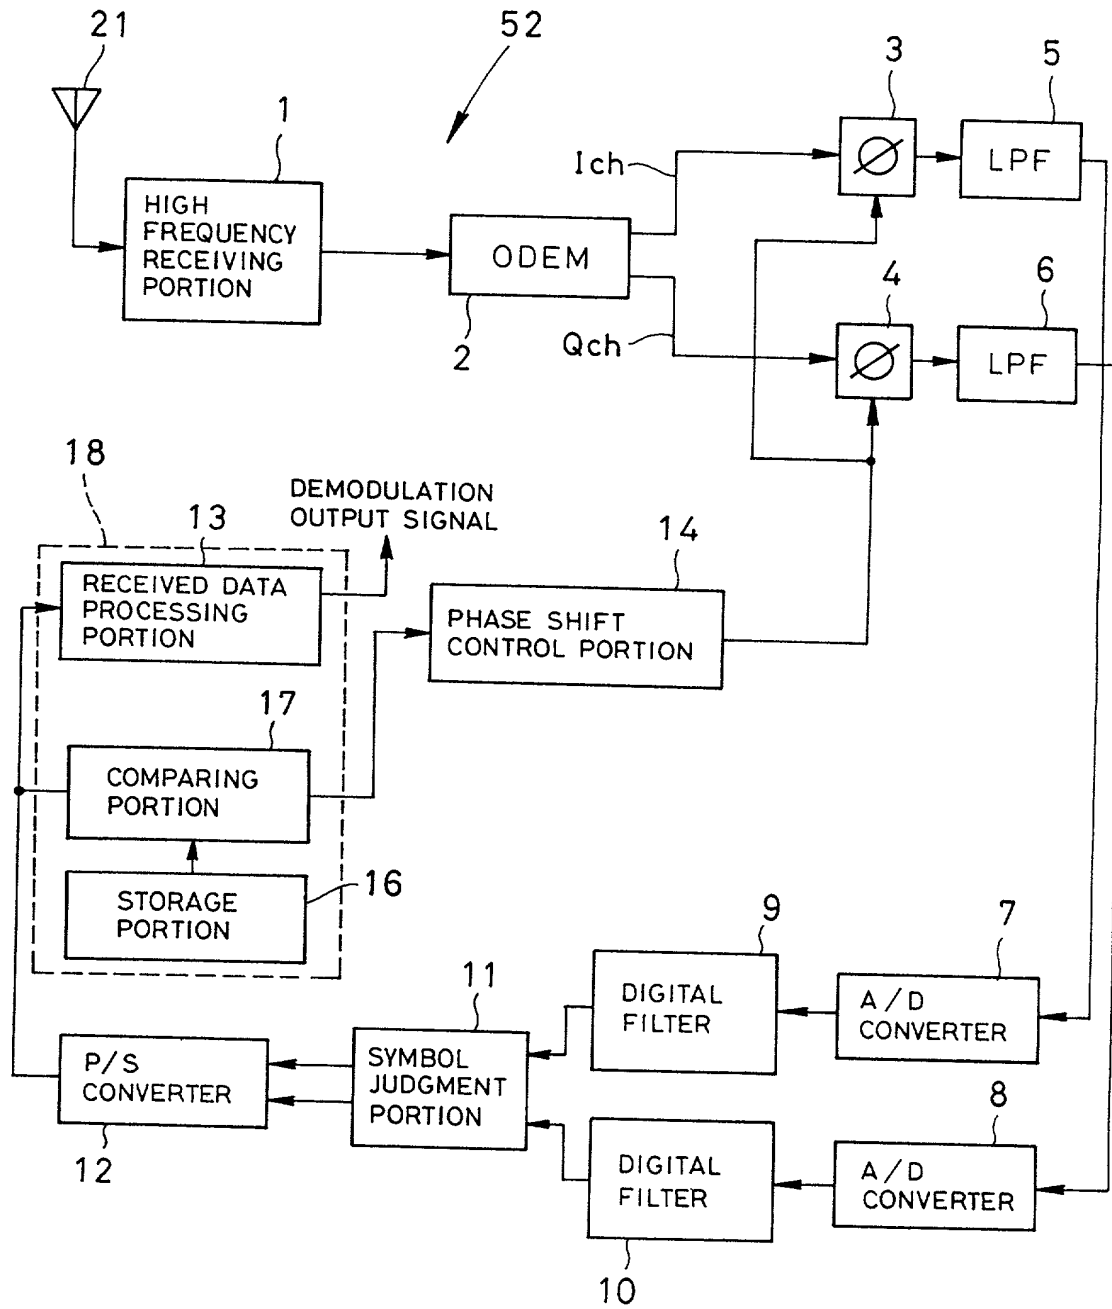 21
52
3
5
1
Ich
LPF
HIGH
FREQUENCY
RECEIVING
PORTION
ODEM
4
6
2
Qch
LPF
18
DEMODULATION
OUTPUT SIGNAL
13
14
RECEIVED DATA
PROCESSING
PORTION
PHASE SHIFT
CONTROL PORTION
17
COMPARING
PORTION
16
STORAGE
PORTION
9
7
11
DIGITAL
FILTER
A/D
CONVERTER
P/S
CONVERTER
SYMBOL
JUDGMENT
PORTION
8
12
DIGITAL
FILTER
A/D
CONVERTER
10